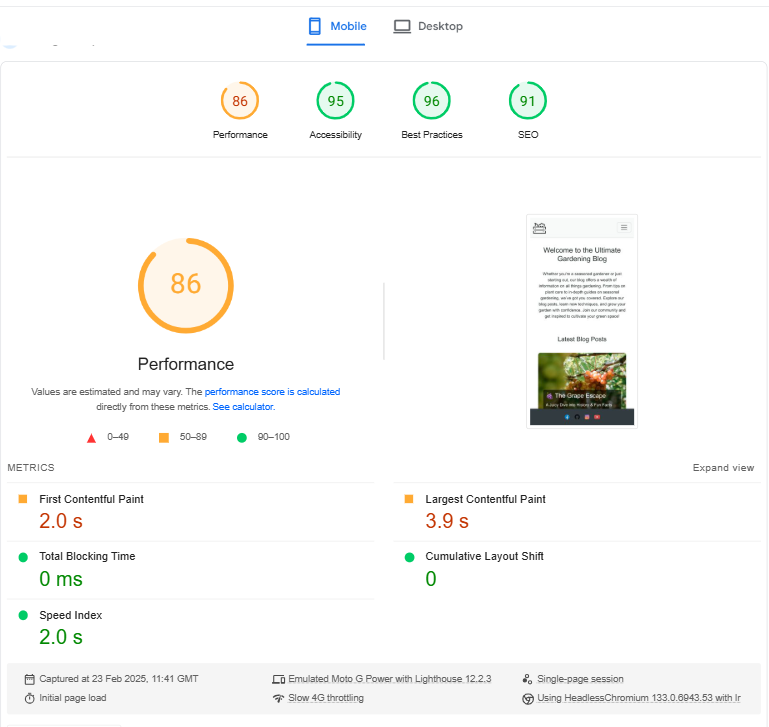 Mobile
Desktop
86
95
96
91
Performance
Accessibility
Best Practices
SEO
86
Performance
Values are estimated and may vary. The performance score is calculated
directly from these metrics. See calculator.
0–49
50–89
90–100
Welcome to the Ultimate
Gardening Blog
Whether you're a seasoned gardener or just
starting out, our blog offers a wealth of
information on all things gardening. From tips on
plant care to in-depth guides on seasonal
gardening, we've got you covered. Explore our
blog posts, learn new techniques, and grow your
garden with confidence. Join our community and
get inspired to cultivate your green space!
Latest Blog Posts
The Grape Escape
A Juicy Dive into History & Fun Facts
METRICS
Expand view
First Contentful Paint
2.0 s
Largest Contentful Paint
3.9 s
Total Blocking Time
0 ms
Cumulative Layout Shift
0
Speed Index
2.0 s
Captured at 23 Feb 2025, 11:41 GMT
Emulated Moto G Power with Lighthouse 12.2.3
Single-page session
Initial page load
Slow 4G throttling
Using HeadlessChromium 133.0.6943.53 with lr